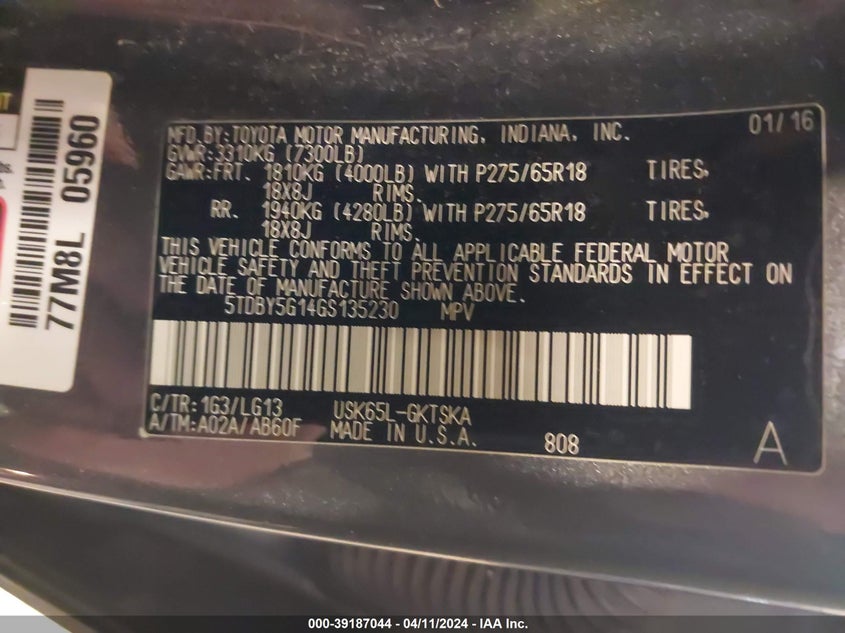 MFD.BY:TOYOTA MOTOR MANUFACTURING, INDIANA, INC. 01/16
GVWR:3310KG (7300LB)
GAWR:FRT. 1810KG (4000LB) WITH P275/65R18 TIRES,
18X8J RIMS.
RR. 1940KG (4280LB) WITH P275/65R18 TIRES,
18X8J RIMS.
THIS VEHICLE CONFORMS TO ALL APPLICABLE FEDERAL MOTOR
VEHICLE SAFETY AND THEFT PREVENTION STANDARDS IN EFFECT ON
THE DATE OF MANUFACTURE SHOWN ABOVE.
5TDBY5G14GS135230 MPV
C/TR:1G3/LG13 USK65L-GKTSKA
A/TM:A02A/AB60F MADE IN U.S.A. 808 A
77M8L 05960
000-39187044 - 04/11/2024 - IAA Inc.